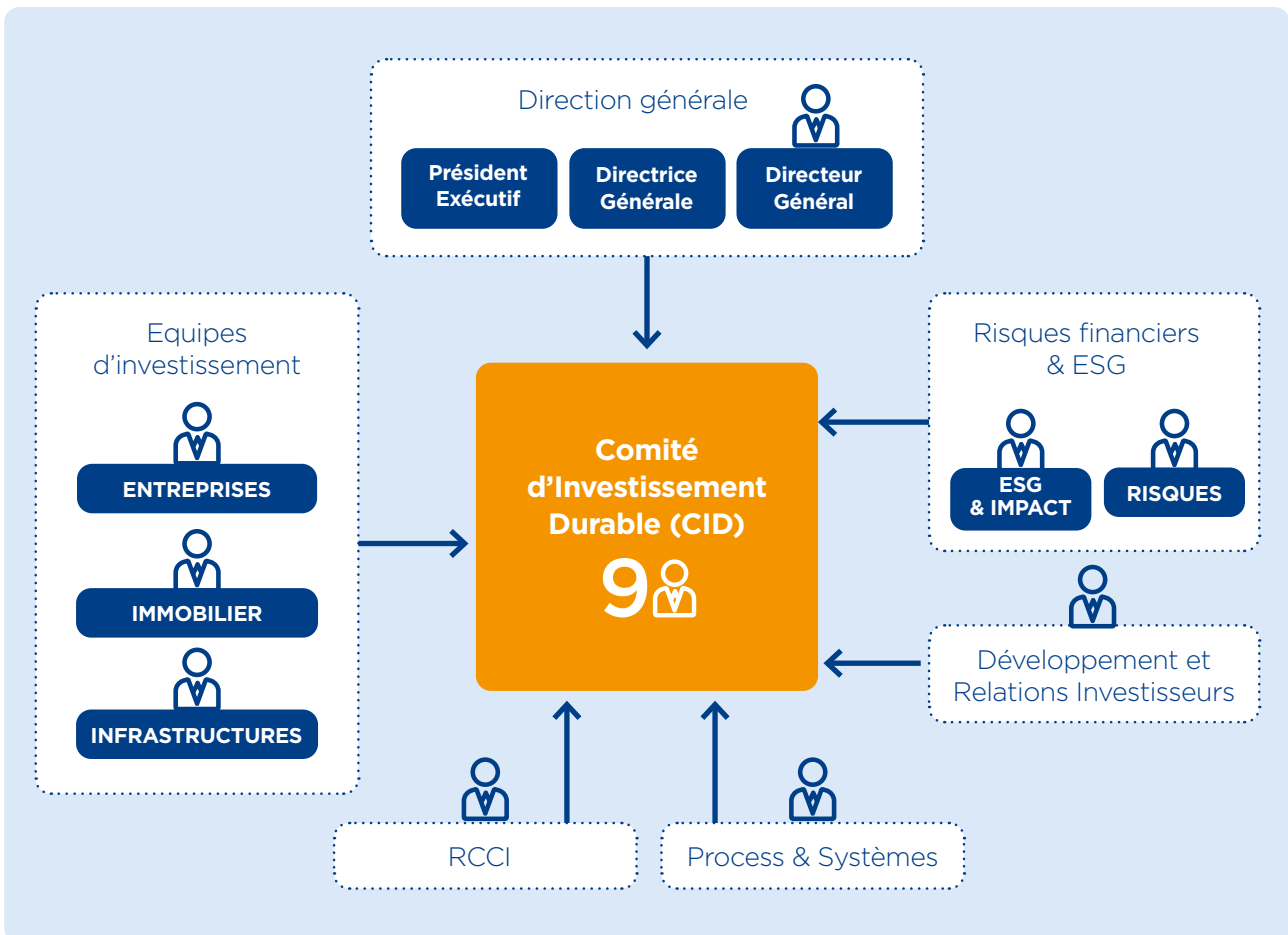 Direction générale
Président
Exécutif
Directrice
Générale
Directeur
Général
Equipes
d'investissement
ENTREPRISES
IMMOBILIER
INFRASTRUCTURES
Comité
d'Investissement
Durable (CID)
9
Risques financiers
& ESG
ESG
& IMPACT
RISQUES
Développement et
Relations Investisseurs
RCCI
Process & Systèmes